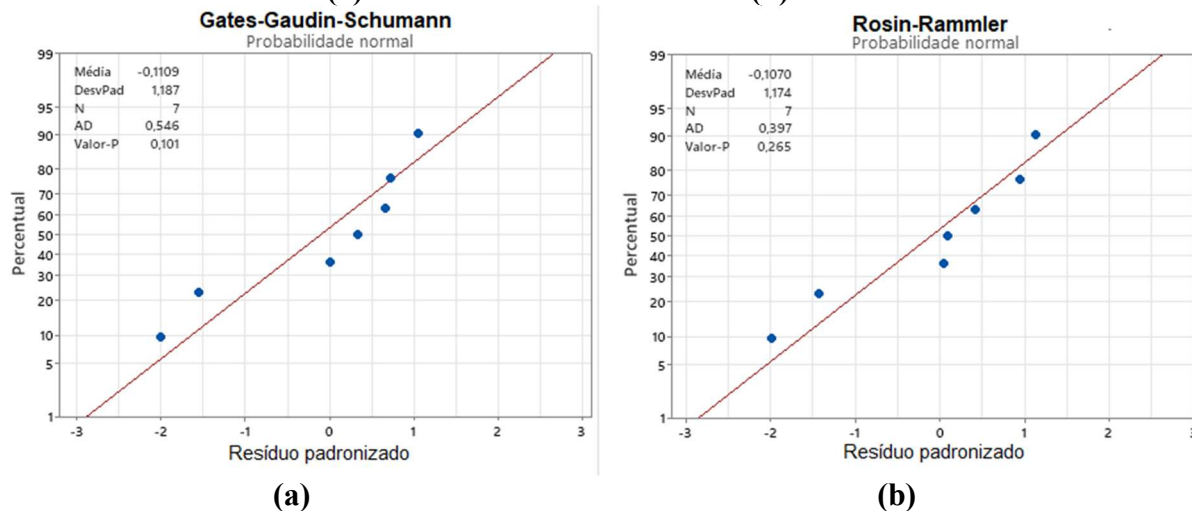 Gates-Gaudin-Schumann
Probabilidade normal
Média -0,1109
DesvPad 1,187
N 7
AD 0,546
Valor-P 0,101
Percentual
99
95
90
80
70
60
50
40
30
20
10
5
1
-3 -2 -1 0 1 2 3
Resíduo padronizado
(a)
Rosin-Rammler
Probabilidade normal
Média -0,1070
DesvPad 1,174
N 7
AD 0,397
Valor-P 0,265
Percentual
99
95
90
80
70
60
50
40
30
20
10
5
1
-3 -2 -1 0 1 2 3
Resíduo padronizado
(b)